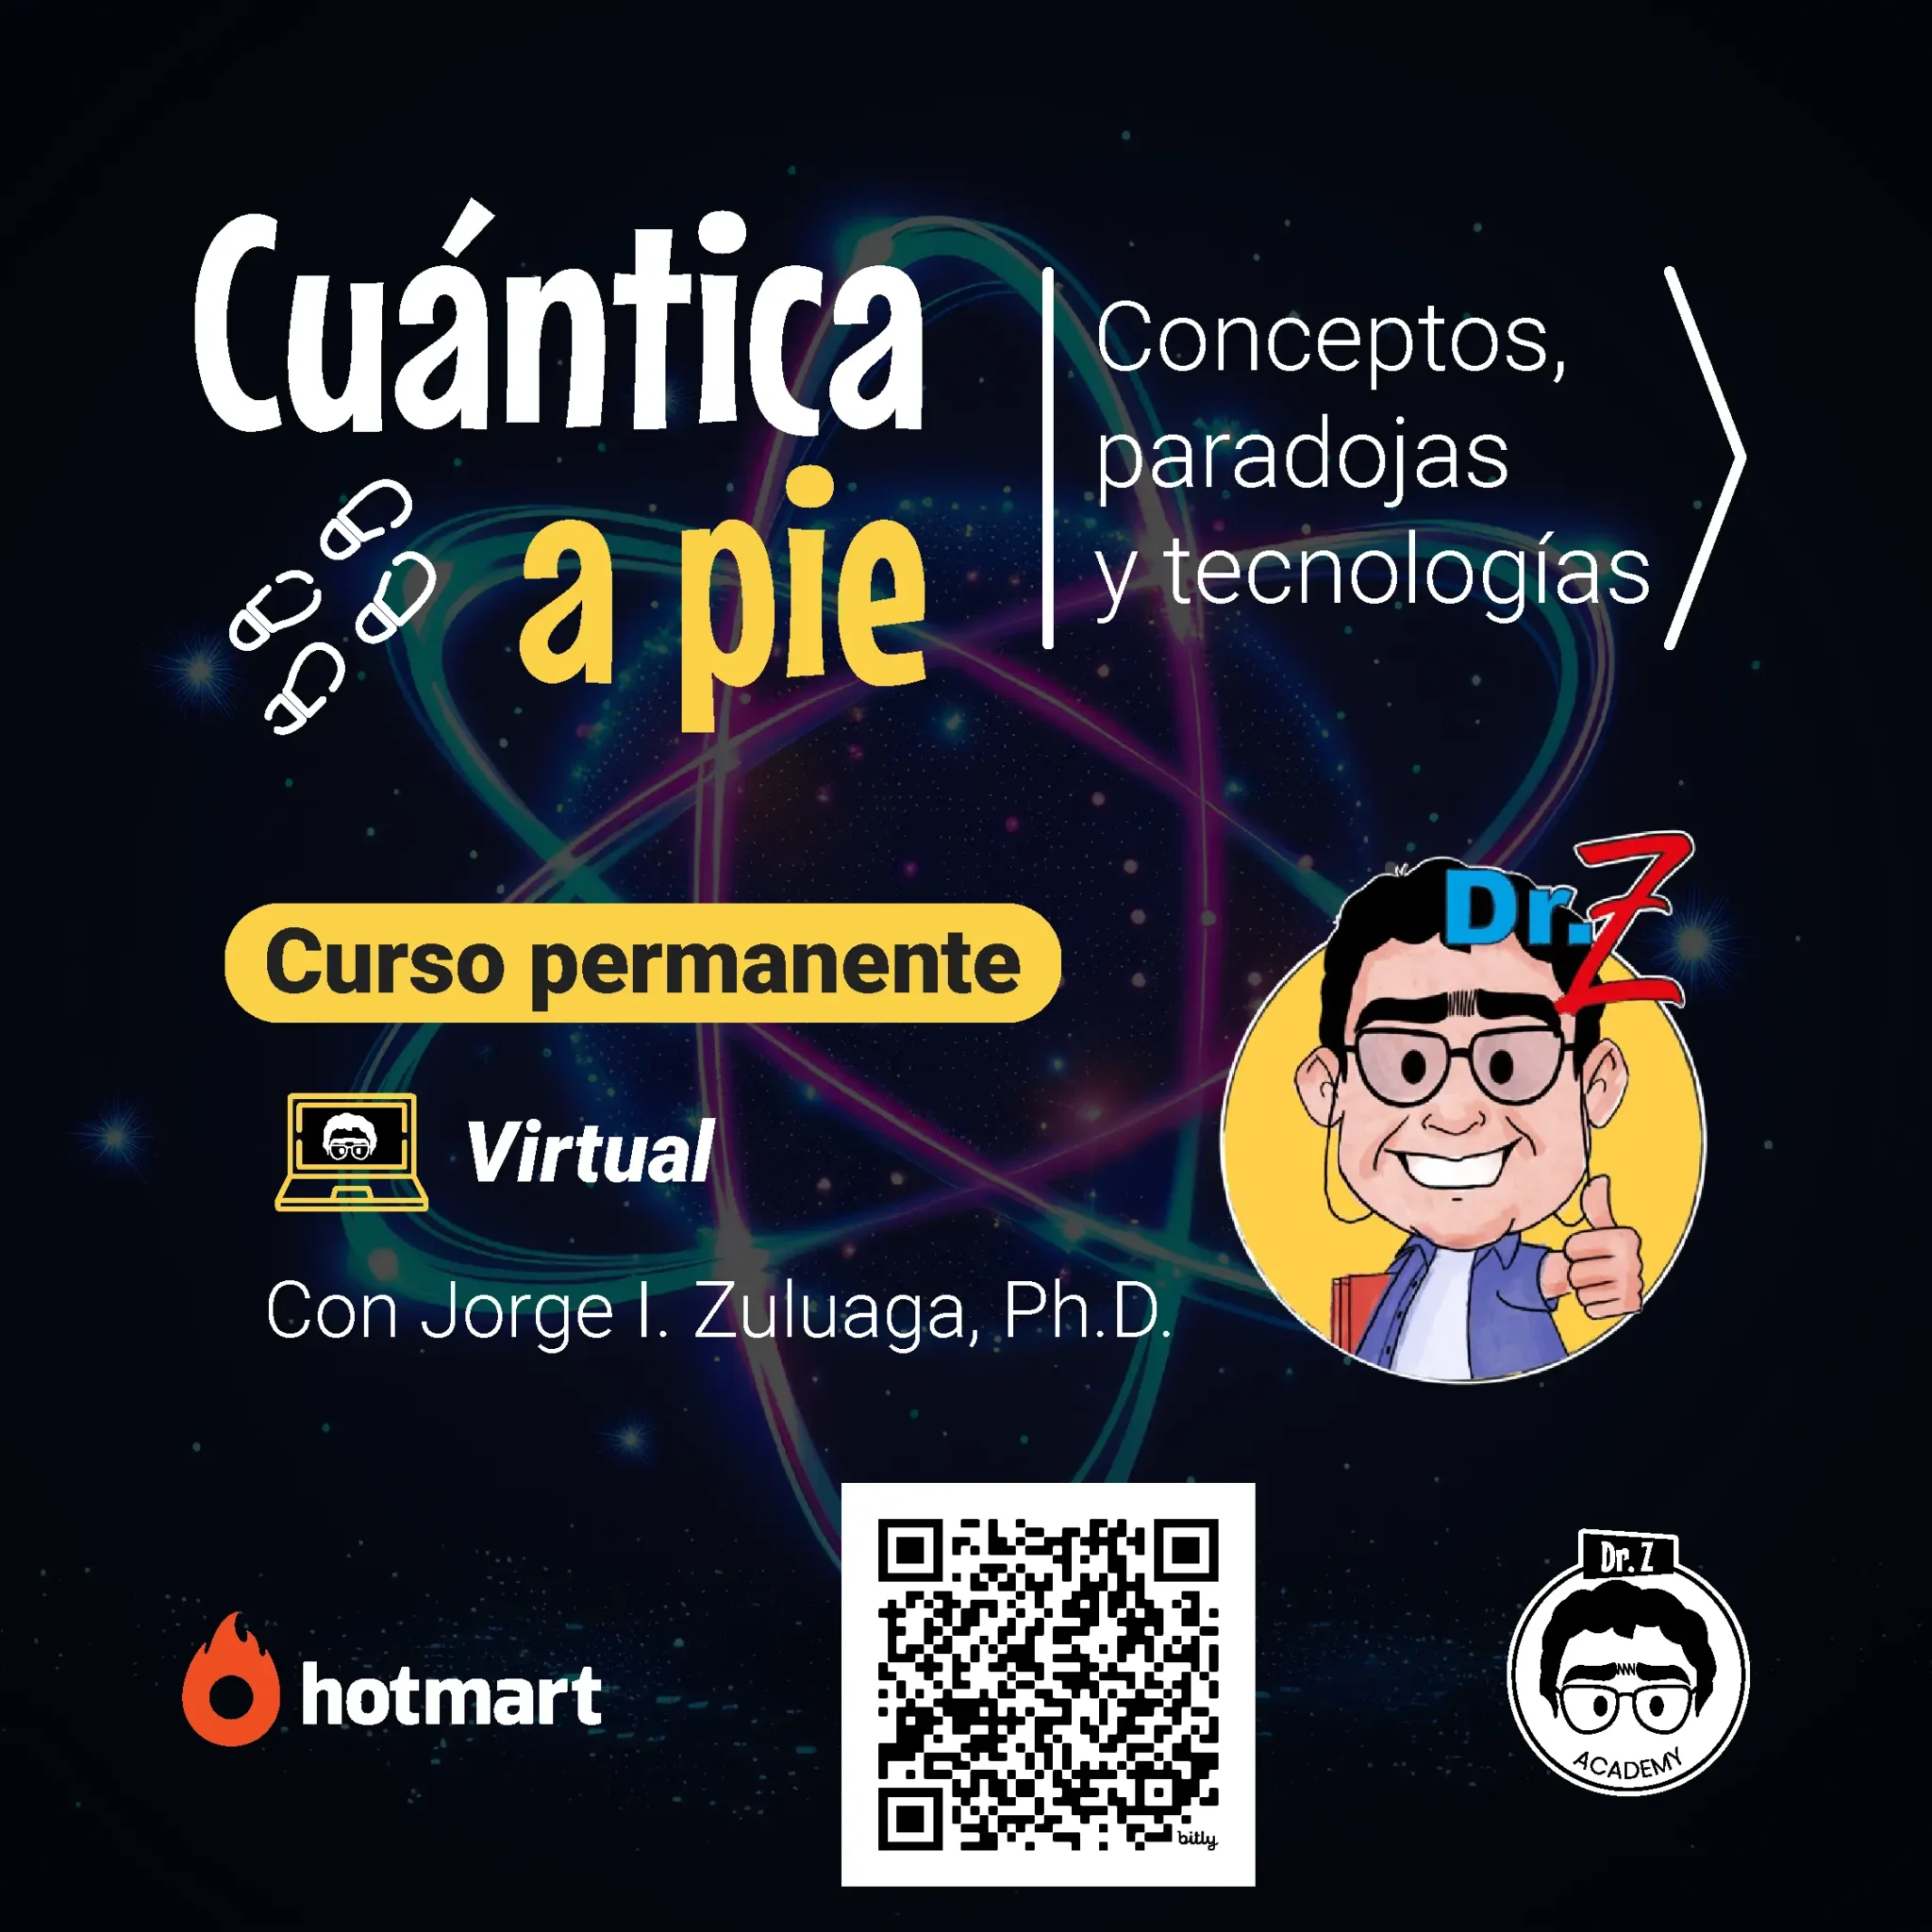 Cuántica
a pie
Conceptos,
paradojas
y tecnologías
Curso permanente
Virtual
Con Jorge I. Zuluaga, Ph.D.
Dr. Z
hotmart
bitly
Dr. Z
ACADEMY